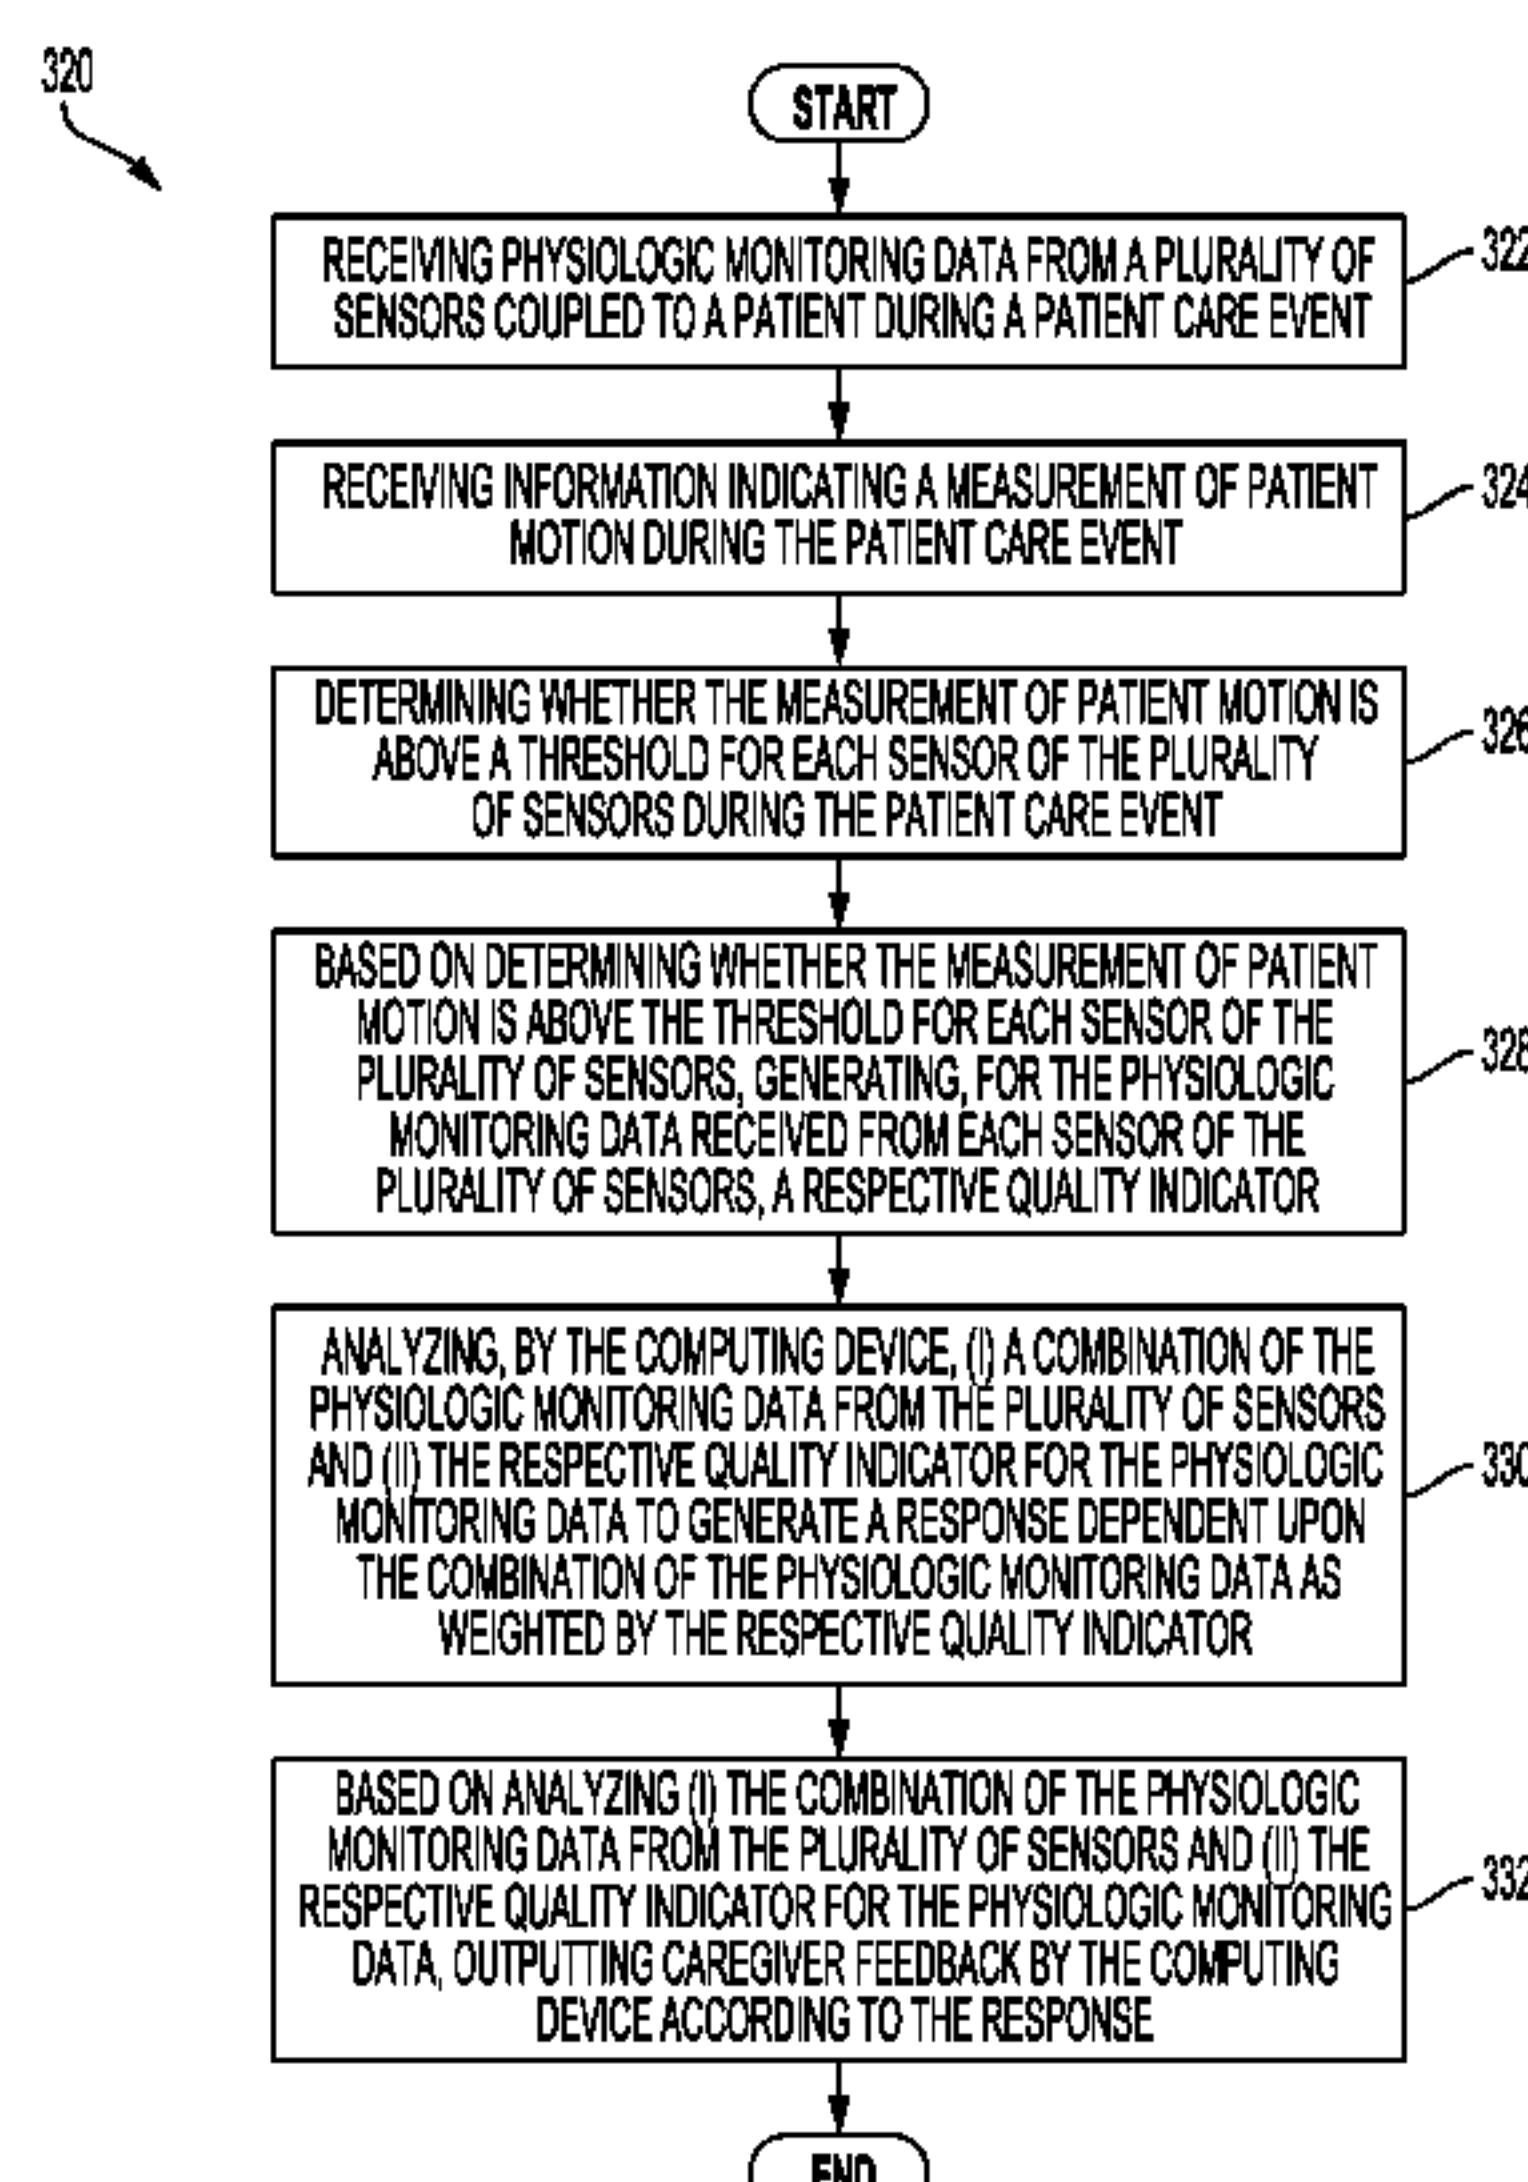 320
START
RECEIVING PHYSIOLOGIC MONITORING DATA FROM A PLURALITY OF
SENSORS COUPLED TO A PATIENT DURING A PATIENT CARE EVENT
322
RECEIVING INFORMATION INDICATING A MEASUREMENT OF PATIENT
MOTION DURING THE PATIENT CARE EVENT
324
DETERMINING WHETHER THE MEASUREMENT OF PATIENT MOTION IS
ABOVE A THRESHOLD FOR EACH SENSOR OF THE PLURALITY
OF SENSORS DURING THE PATIENT CARE EVENT
326
BASED ON DETERMINING WHETHER THE MEASUREMENT OF PATIENT
MOTION IS ABOVE THE THRESHOLD FOR EACH SENSOR OF THE
PLURALITY OF SENSORS, GENERATING, FOR THE PHYSIOLOGIC
MONITORING DATA RECEIVED FROM EACH SENSOR OF THE
PLURALITY OF SENSORS, A RESPECTIVE QUALITY INDICATOR
328
ANALYZING, BY THE COMPUTING DEVICE, (I) A COMBINATION OF THE
PHYSIOLOGIC MONITORING DATA FROM THE PLURALITY OF SENSORS
AND (II) THE RESPECTIVE QUALITY INDICATOR FOR THE PHYSIOLOGIC
MONITORING DATA TO GENERATE A RESPONSE DEPENDENT UPON
THE COMBINATION OF THE PHYSIOLOGIC MONITORING DATA AS
WEIGHTED BY THE RESPECTIVE QUALITY INDICATOR
330
BASED ON ANALYZING (I) THE COMBINATION OF THE PHYSIOLOGIC
MONITORING DATA FROM THE PLURALITY OF SENSORS AND (II) THE
RESPECTIVE QUALITY INDICATOR FOR THE PHYSIOLOGIC MONITORING
DATA, OUTPUTTING CAREGIVER FEEDBACK BY THE COMPUTING
DEVICE ACCORDING TO THE RESPONSE
332
END